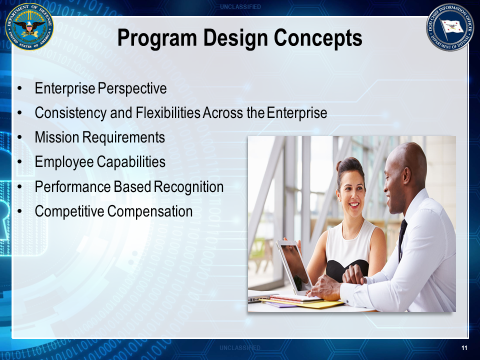 UNCLASSIFIED
Program Design Concepts
• Enterprise Perspective
• Consistency and Flexibilities Across the Enterprise
• Mission Requirements
• Employee Capabilities
• Performance Based Recognition
• Competitive Compensation
UNCLASSIFIED
11